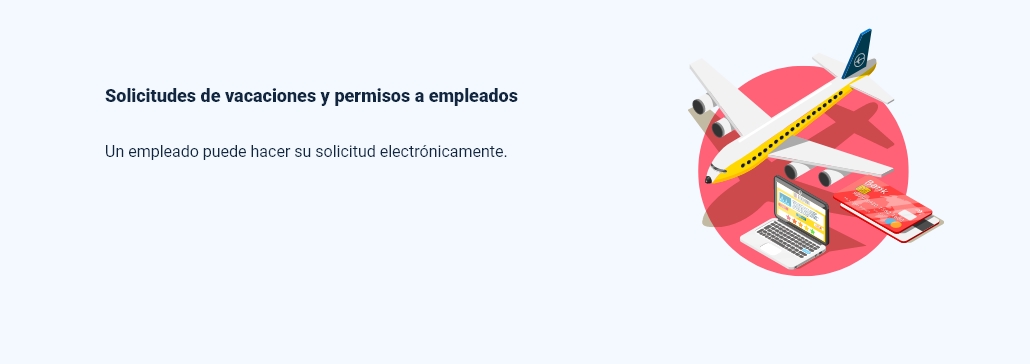 Solicitudes de vacaciones y permisos a empleados
Un empleado puede hacer su solicitud electrónicamente.
Bank